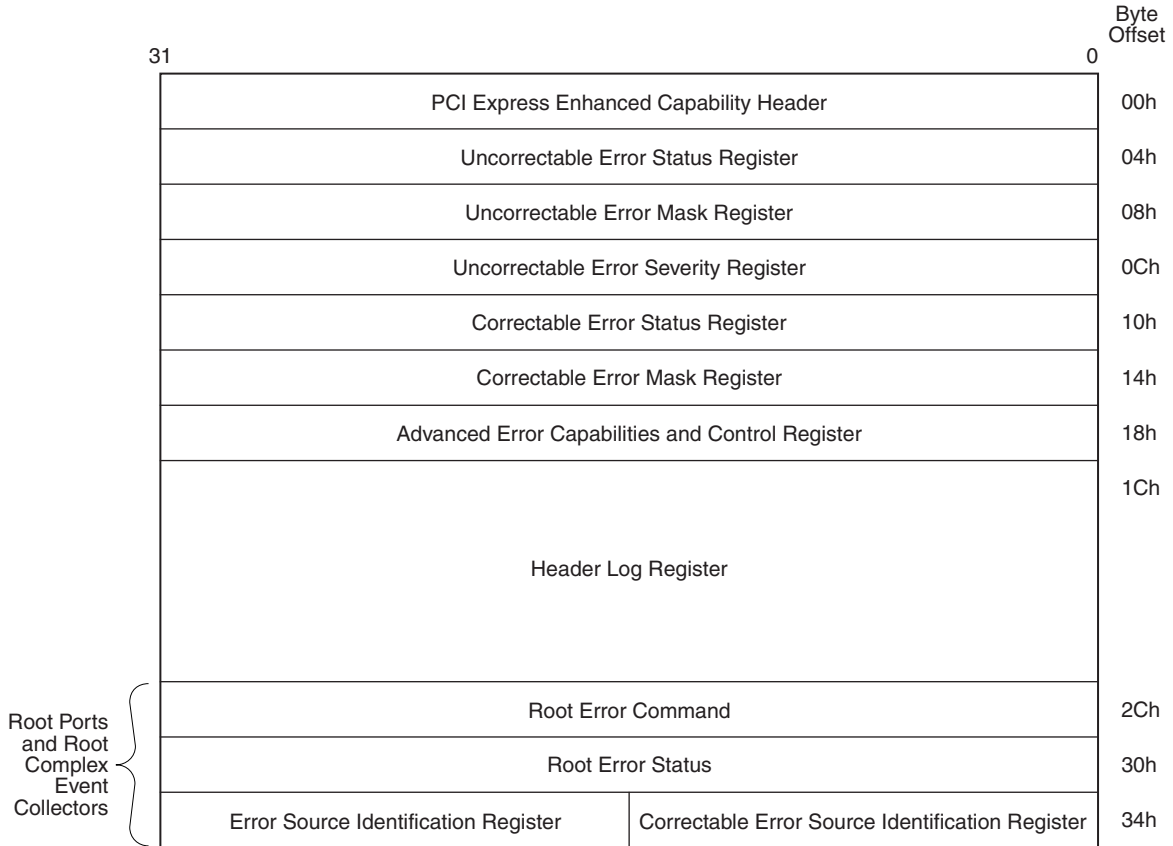 Byte
Offset
31 0
PCI Express Enhanced Capability Header 00h
Uncorrectable Error Status Register 04h
Uncorrectable Error Mask Register 08h
Uncorrectable Error Severity Register 0Ch
Correctable Error Status Register 10h
Correctable Error Mask Register 14h
Advanced Error Capabilities and Control Register 18h
1Ch
Header Log Register
Root Error Command 2Ch
Root Ports
and Root
Complex
Event
Collectors
Root Error Status 30h
Error Source Identification Register Correctable Error Source Identification Register 34h